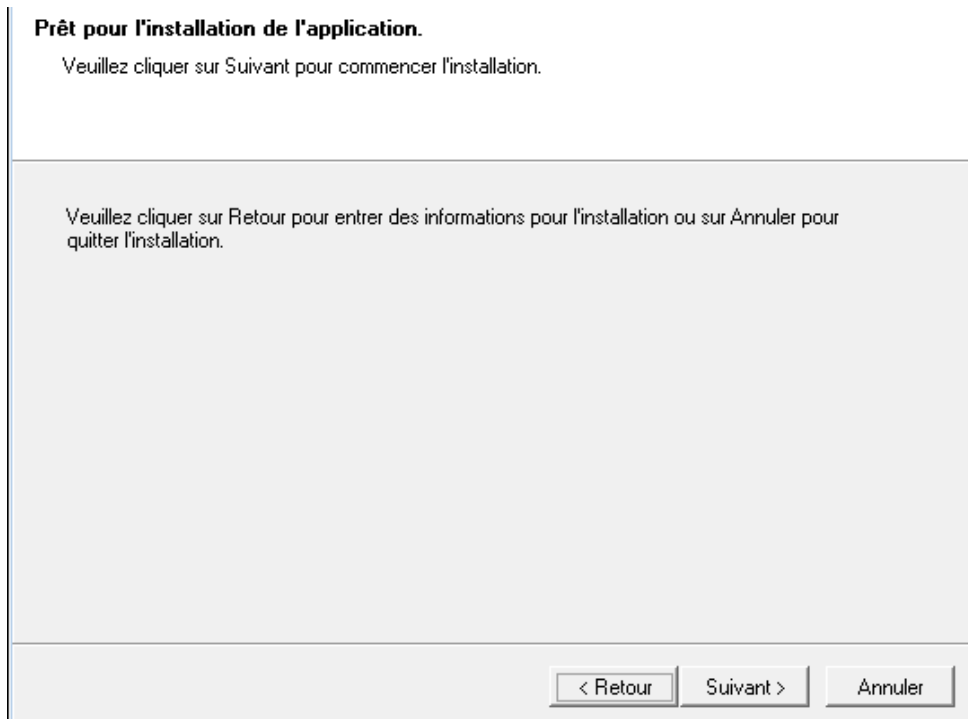 Prêt pour l'installation de l'application.
Veuillez cliquer sur Suivant pour commencer l'installation.
Veuillez cliquer sur Retour pour entrer des informations pour l'installation ou sur Annuler pour
quitter l'installation.
< Retour
Suivant >
Annuler